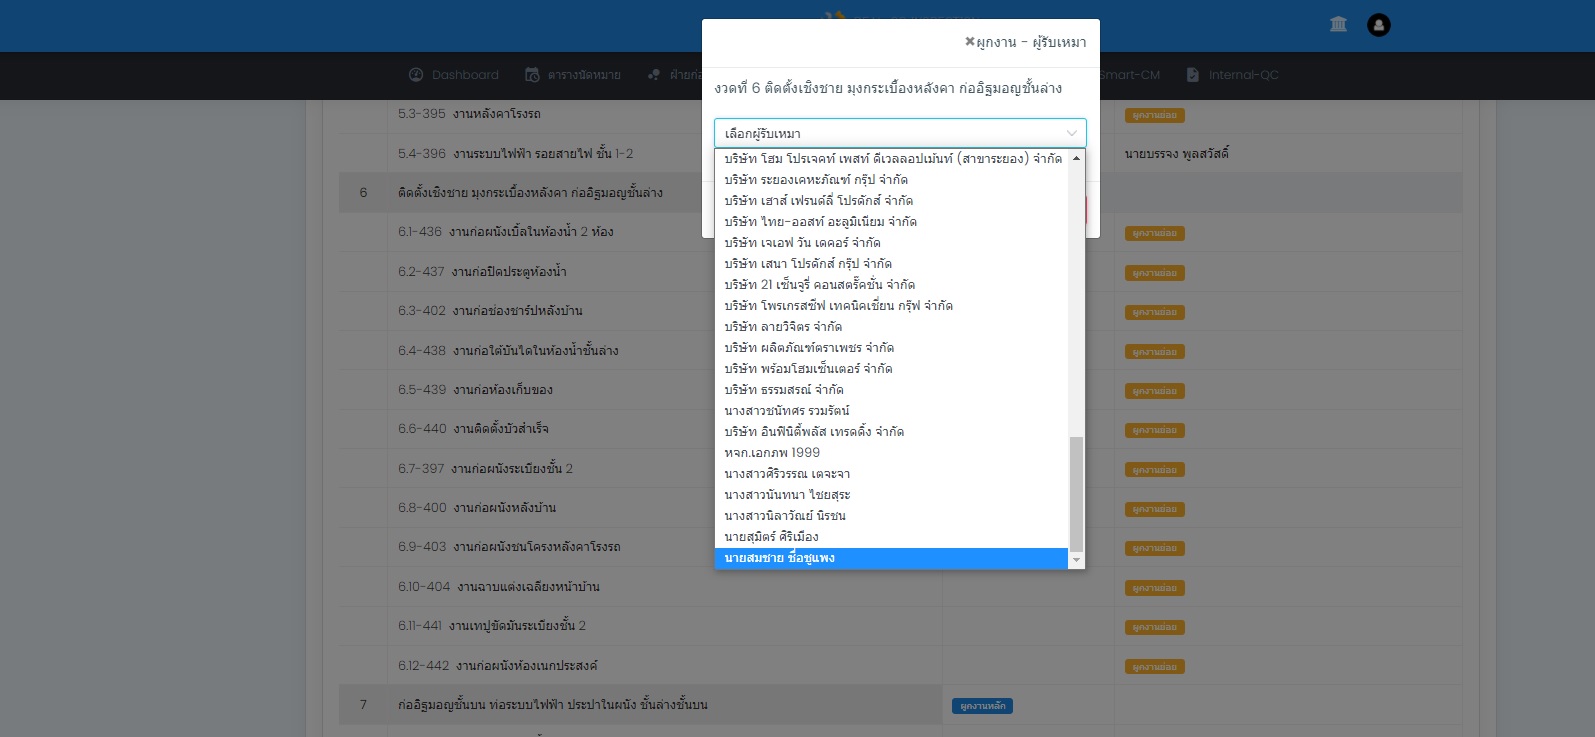 ผูกงาน - ผู้รับเหมา
Dashboard ตารางนัดหมาย Smart-CM Internal-QC
งวดที่ 6 ติดตั้งเชิงชาย มุงกระเบื้องหลังคา ก่ออิฐมอญชั้นล่าง
เลือกผู้รับเหมา
บริษัท โฮม โปรเจคท์ เพสท์ ดีเวลลอปเม้นท์ (สาขาระยอง) จำกัด
บริษัท ระยองเคหะภัณฑ์ กรุ๊ป จำกัด
บริษัท เฮาส์ เฟรนด์ลี่ โปรดักส์ จำกัด
บริษัท ไทย-ออสท์ อะลูมิเนียม จำกัด
บริษัท เจเอฟ วัน เดคอร์ จำกัด
บริษัท เสนา โปรดักส์ กรุ๊ป จำกัด
บริษัท 21 เซ็นจูรี่ คอนสตรั๊คชั่น จำกัด
บริษัท โพรเกรสซีฟ เทคนิคเชี่ยน กรุ๊ฟ จำกัด
บริษัท ลายวิจิตร จำกัด
บริษัท ผลิตภัณฑ์ตราเพชร จำกัด
บริษัท พร้อมโฮมเซ็นเตอร์ จำกัด
บริษัท ธรรมสรณ์ จำกัด
นางสาวชนัทศร รวมรัตน์
บริษัท อินฟินิตี้พลัส เทรดดิ้ง จำกัด
หจก.เอกภพ 1999
นางสาวศิริวรรณ เตจะจา
นางสาวนันทนา ไชยสุระ
นางสาวนิลาวัณย์ นิรชน
นายสุมิตร์ ศิริเมือง
นายสมชาย ชื่อชูแพง
5.3-395 งานหลังคาโรงรถ ผูกงานย่อย
5.4-396 งานระบบไฟฟ้า รอยสายไฟ ชั้น 1-2 นายบรรจง พูลสวัสดิ์
6 ติดตั้งเชิงชาย มุงกระเบื้องหลังคา ก่ออิฐมอญชั้นล่าง
6.1-436 งานก่อผนังเบิ้ลในห้องน้ำ 2 ห้อง ผูกงานย่อย
6.2-437 งานก่อปิดประตูห้องน้ำ ผูกงานย่อย
6.3-402 งานก่อช่องชาร์ปหลังบ้าน ผูกงานย่อย
6.4-438 งานก่อใต้บันไดในห้องน้ำชั้นล่าง ผูกงานย่อย
6.5-439 งานก่อห้องเก็บของ ผูกงานย่อย
6.6-440 งานติดตั้งบัวสำเร็จ ผูกงานย่อย
6.7-397 งานก่อผนังระเบียงชั้น 2 ผูกงานย่อย
6.8-400 งานก่อผนังหลังบ้าน ผูกงานย่อย
6.9-403 งานก่อผนังชนโครงหลังคาโรงรถ ผูกงานย่อย
6.10-404 งานฉาบแต่งเฉลียงหน้าบ้าน ผูกงานย่อย
6.11-441 งานเทปูขัดมันระเบียงชั้น 2 ผูกงานย่อย
6.12-442 งานก่อผนังห้องเนกประสงค์ ผูกงานย่อย
7 ก่ออิฐมอญชั้นบน ท่อระบบไฟฟ้า ประปาในผนัง ชั้นล่างชั้นบน ผูกงานหลัก